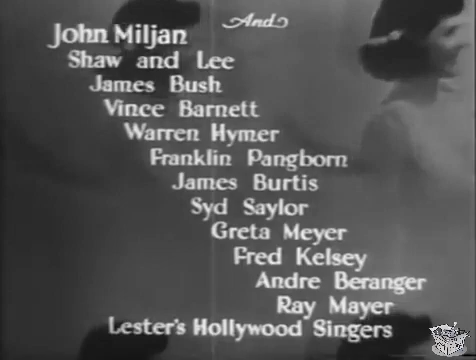 And
John Miljan
Shaw and Lee
James Bush
Vince Barnett
Warren Hymer
Franklin Pangborn
James Burtis
Syd Saylor
Greta Meyer
Fred Kelsey
Andre Beranger
Ray Mayer
Lester's Hollywood Singers